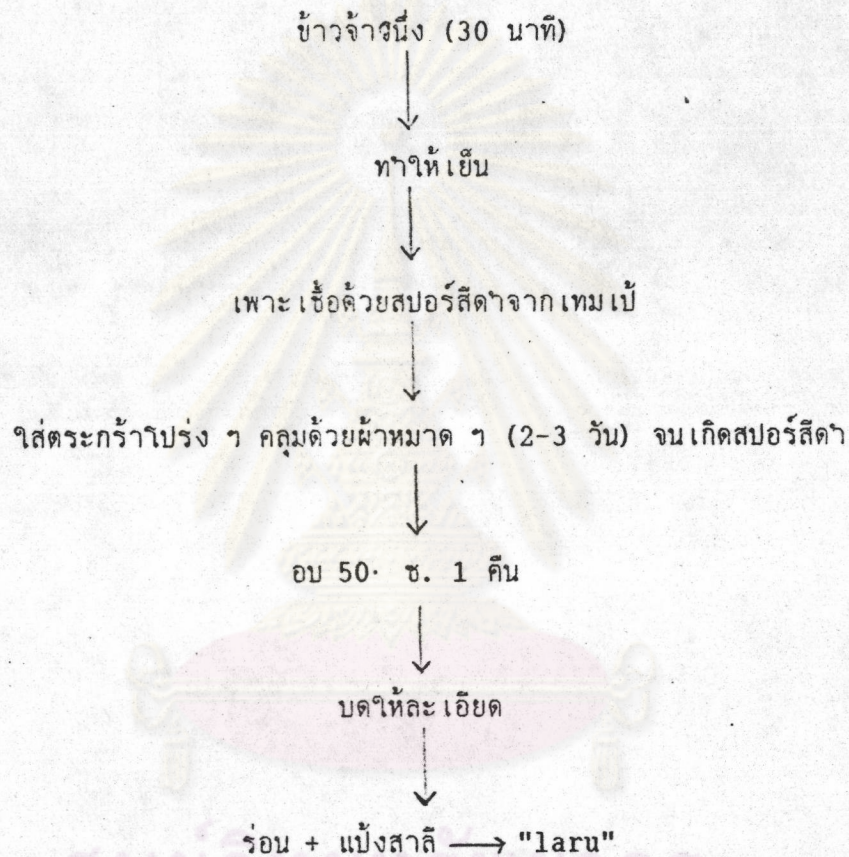 ข้าวจ้าวนึ่ง (30 นาที)
ทำให้เย็น
เพาะเชื้อด้วยสปอร์สีดำจากเทมเป้
ใส่ตระกร้าโปร่ง ๆ คลุมด้วยผ้าหมาด ๆ (2-3 วัน) จนเกิดสปอร์สีดำ
อบ 50· ซ. 1 คืน
บดให้ละเอียด
ร่อน + แป้งสาลี ⟶ "laru"